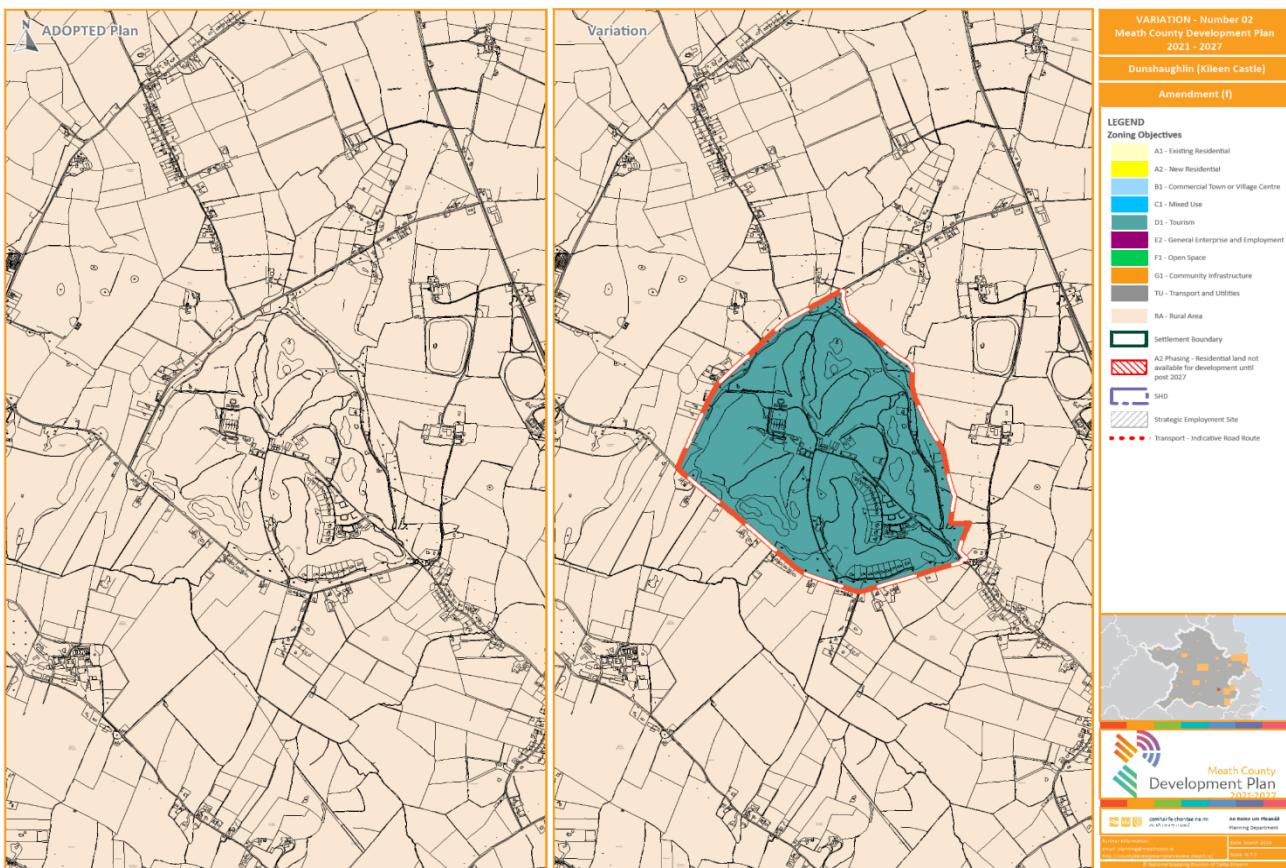 ADOPTED Plan
Variation
VARIATION - Number 02
Meath County Development Plan
2021 - 2027
Dunshaughlin (Kileen Castle)
Amendment (f)
LEGEND
Zoning Objectives
A1 - Existing Residential
A2 - New Residential
B1 - Commercial Town or Village Centre
C1 - Mixed Use
D1 - Tourism
E2 - General Enterprise and Employment
F1 - Open Space
G1 - Community Infrastructure
TU - Transport and Utilities
RA - Rural Area
Settlement Boundary
A2 Phasing - Residential land not
available for development until
post 2027
SHD
Strategic Employment Site
Transport - Indicative Road Route
Meath County
Development Plan
2021-2027
Planning Department
Further Information: